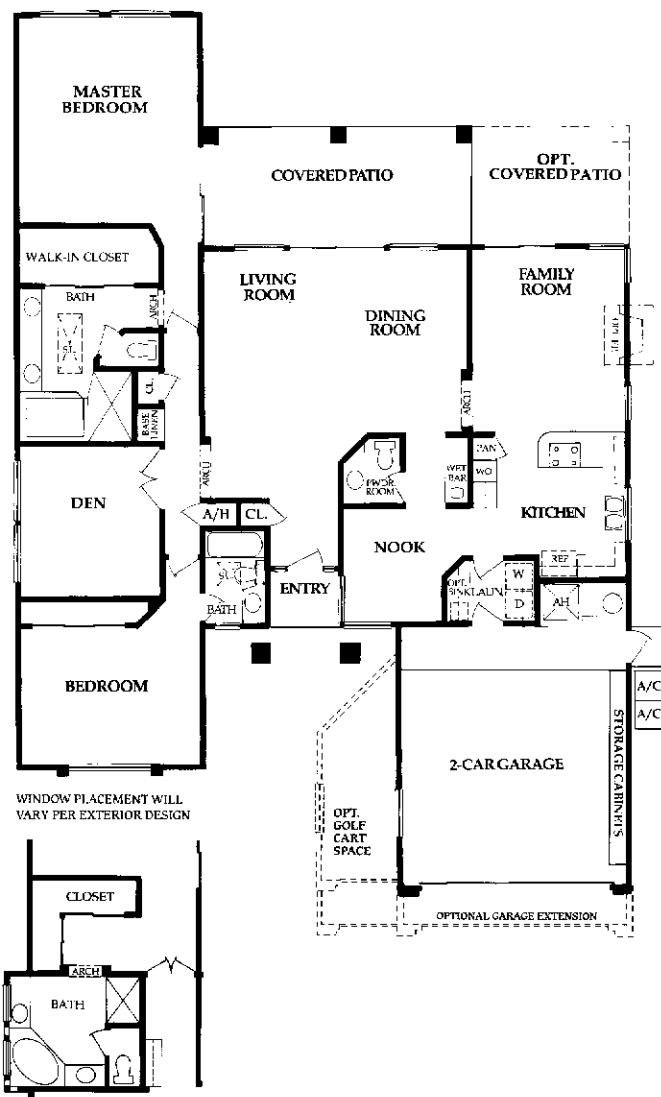 MASTER
BEDROOM
COVERED PATIO
OPT.
COVERED PATIO
WALK-IN CLOSET
LIVING
ROOM
FAMILY
ROOM
BATH
ARCH
DINING
ROOM
S.L.
CL.
BASE
LINEN
PAN
WO
WET
BAR
PWDR.
ROOM
DEN
A/H
CL.
KITCHEN
NOOK
REF
S.L.
BATH
ENTRY
OPT.
SINK
LAUN.
W
D
AH
BEDROOM
A/C
A/C
2-CAR GARAGE
STORAGE CABINETS
WINDOW PLACEMENT WILL
VARY PER EXTERIOR DESIGN
OPT.
GOLF
CART
SPACE
CLOSET
OPTIONAL GARAGE EXTENSION
ARCH
BATH